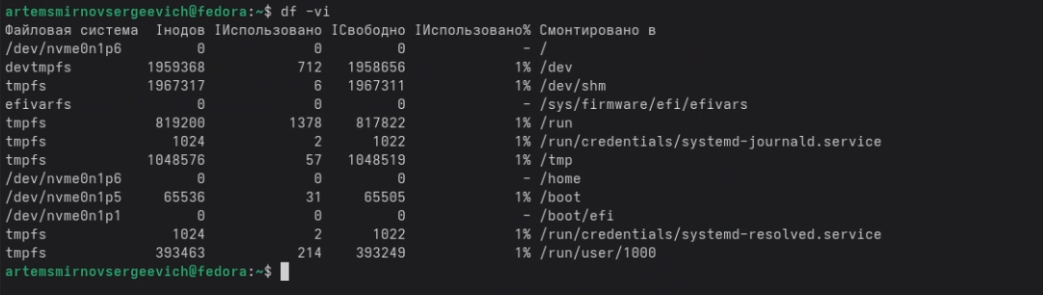 artemsmirnovsergeevich@fedora:~$ df -vi
Файловая система Iнодов IИспользовано IСвободно IИспользовано% Смонтировано в
/dev/nvme0n1p6 0 0 0 - /
devtmpfs 1959368 712 1958656 1% /dev
tmpfs 1967317 6 1967311 1% /dev/shm
efivarfs 0 0 0 - /sys/firmware/efi/efivars
tmpfs 819200 1378 817822 1% /run
tmpfs 1024 2 1022 1% /run/credentials/systemd-journald.service
tmpfs 1048576 57 1048519 1% /tmp
/dev/nvme0n1p6 0 0 0 - /home
/dev/nvme0n1p5 65536 31 65505 1% /boot
/dev/nvme0n1p1 0 0 0 - /boot/efi
tmpfs 1024 2 1022 1% /run/credentials/systemd-resolved.service
tmpfs 393463 214 393249 1% /run/user/1000
artemsmirnovsergeevich@fedora:~$